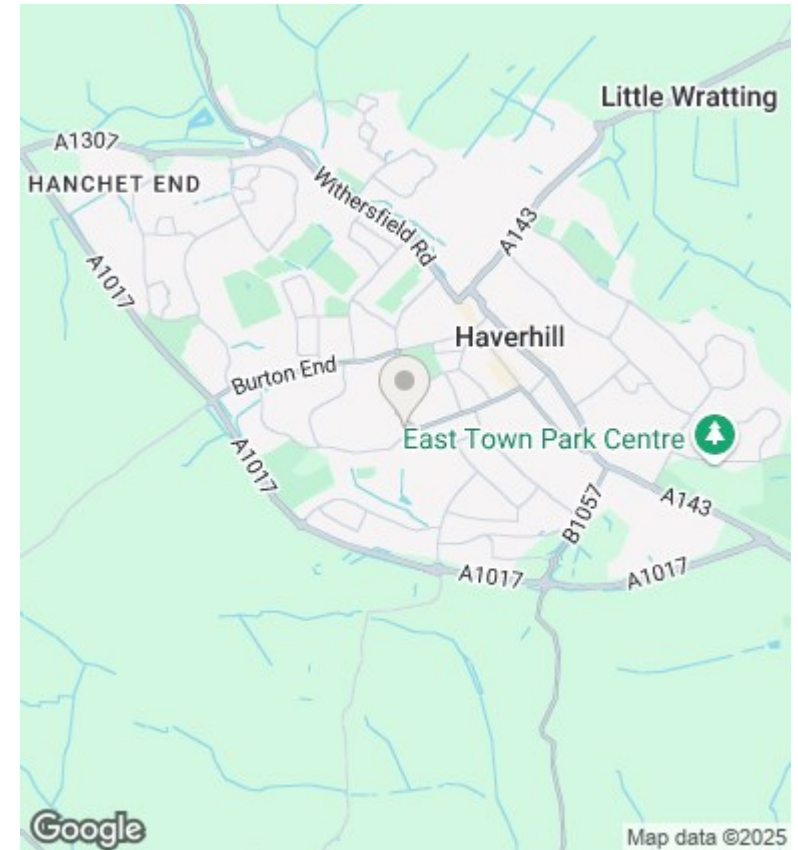 Little Wratting
A1307
HANCHET END
Withersfield Rd
A143
A1017
Haverhill
Burton End
East Town Park Centre
A1017
A143
B1057
A1017
A1017
Google
Map data ©2025